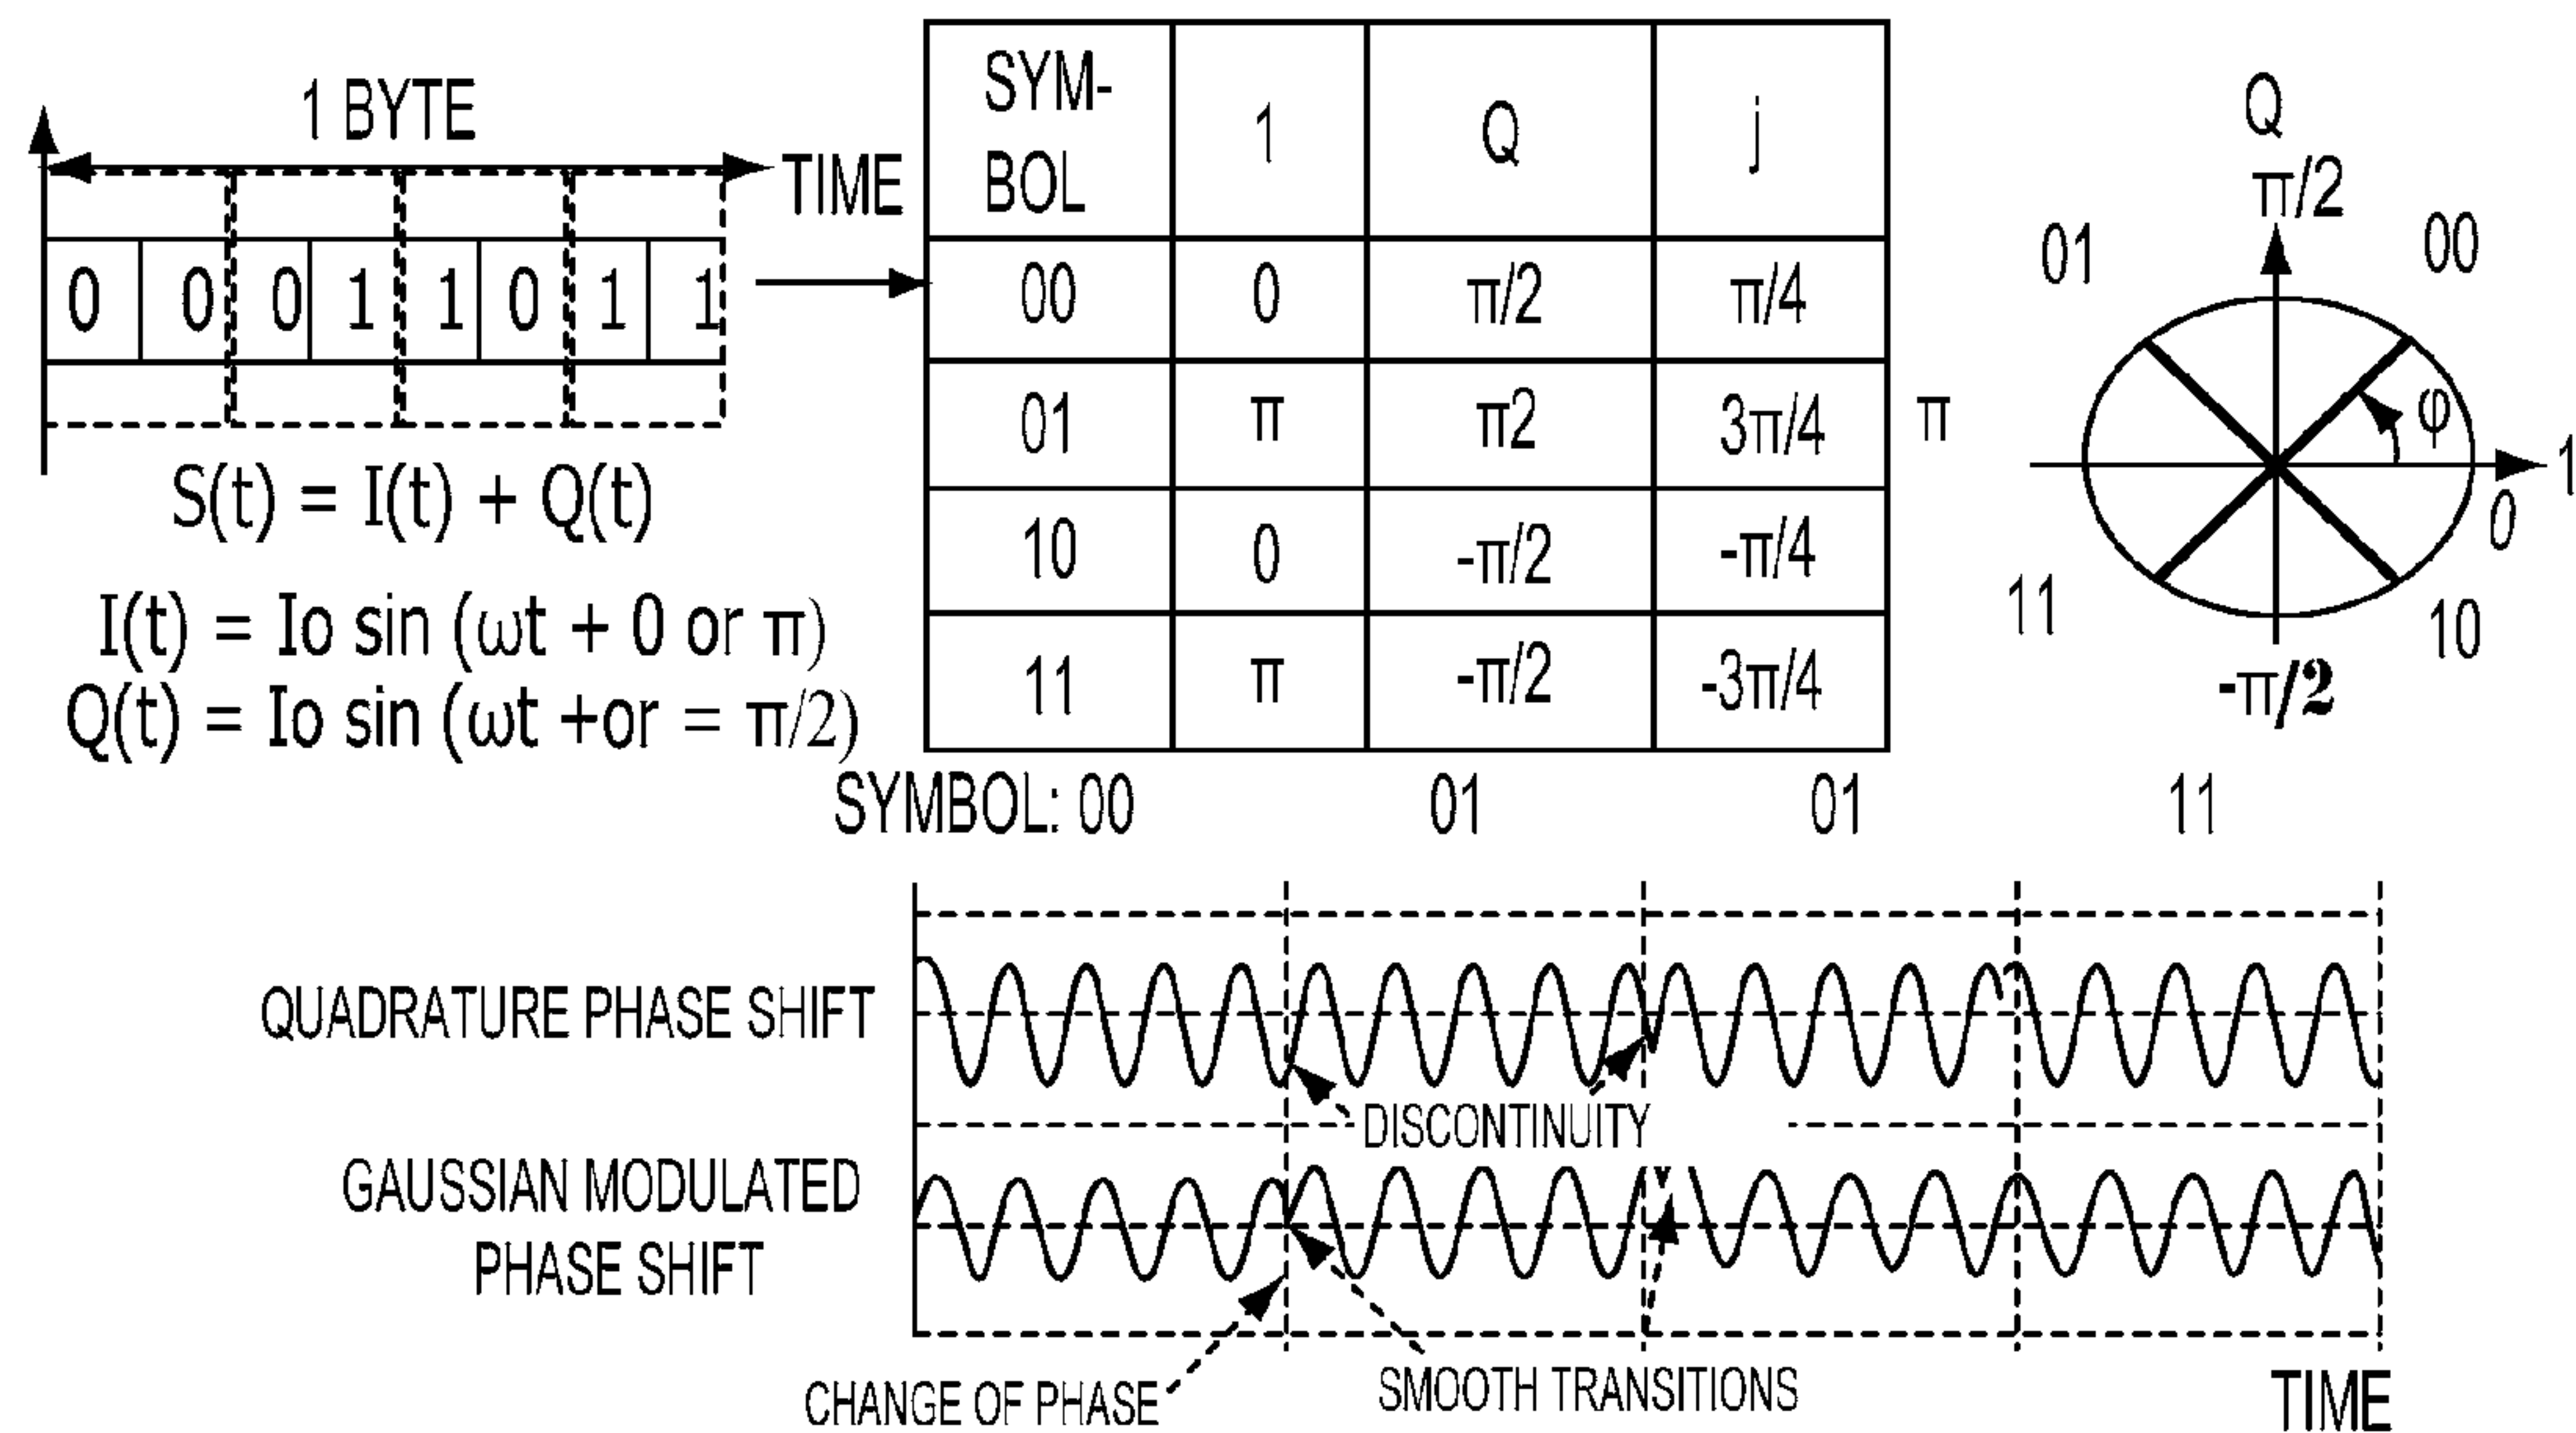 1 BYTE
TIME
0 0 0 1 1 0 1 1
S(t) = I(t) + Q(t)
I(t) = Io sin (ωt + 0 or π)
Q(t) = Io sin (ωt +or = π/2)
SYM-
BOL 1 Q j
00 0 π/2 π/4
01 π π2 3π/4
10 0 -π/2 -π/4
11 π -π/2 -3π/4
Q
π/2
01 00
π φ 1
0
11 10
-π/2
SYMBOL: 00 01 01 11
QUADRATURE PHASE SHIFT
DISCONTINUITY
GAUSSIAN MODULATED
PHASE SHIFT
CHANGE OF PHASE
SMOOTH TRANSITIONS
TIME